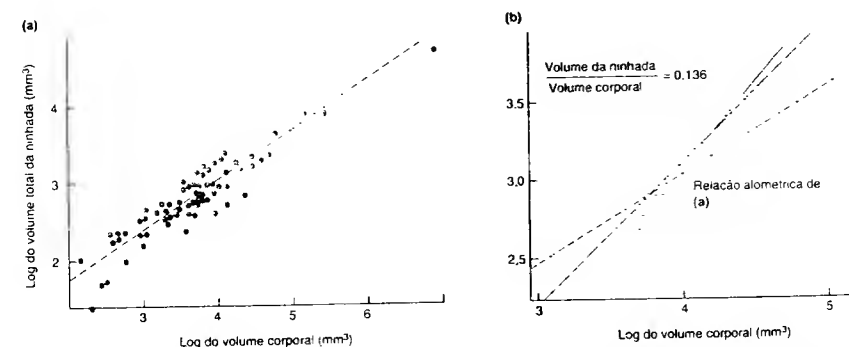 (a)
Log do volume total da ninhada (mm³)
4
3
2
3
4
5
6
Log do volume corporal (mm³)
(b)
Volume da ninhada
Volume corporal
= 0.136
3.5
3.0
2,5
Relação alometrica de
(a)
3
4
5
Log do volume corporal (mm³)